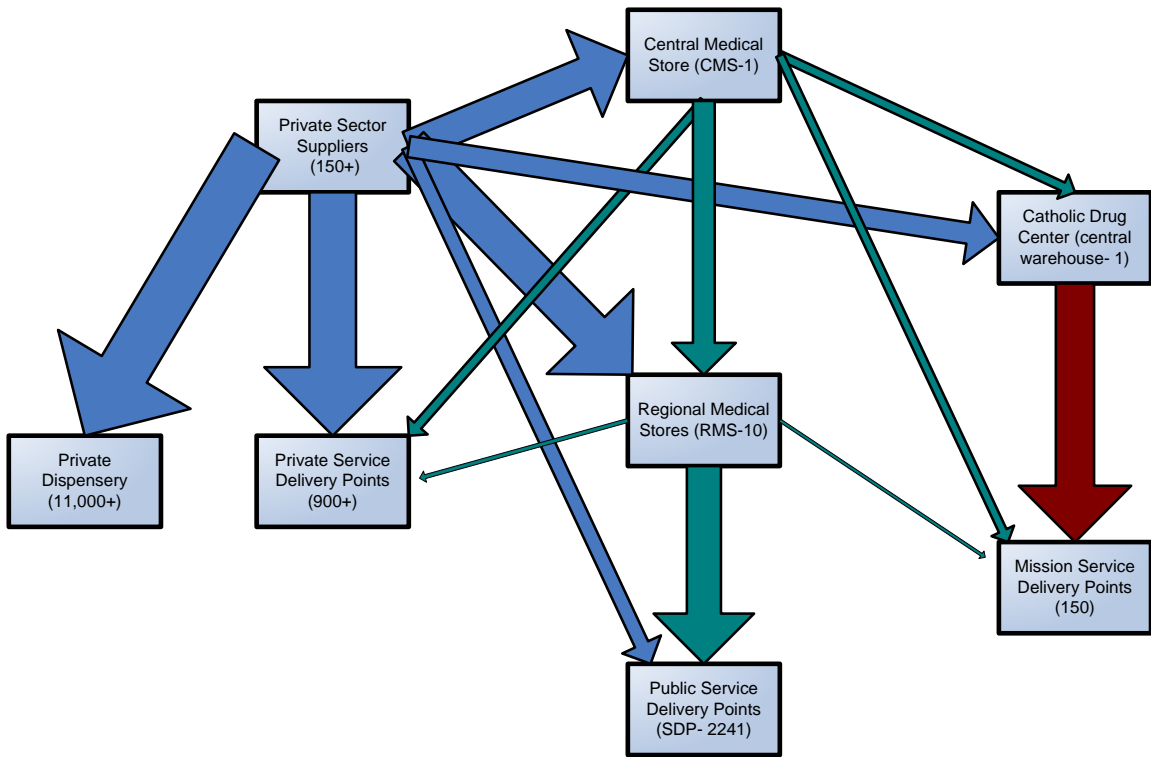 Central Medical
Store (CMS-1)
Private Sector
Suppliers
(150+)
Catholic Drug
Center (central
warehouse- 1)
Regional Medical
Stores (RMS-10)
Private
Dispensery
(11,000+)
Private Service
Delivery Points
(900+)
Mission Service
Delivery Points
(150)
Public Service
Delivery Points
(SDP- 2241)